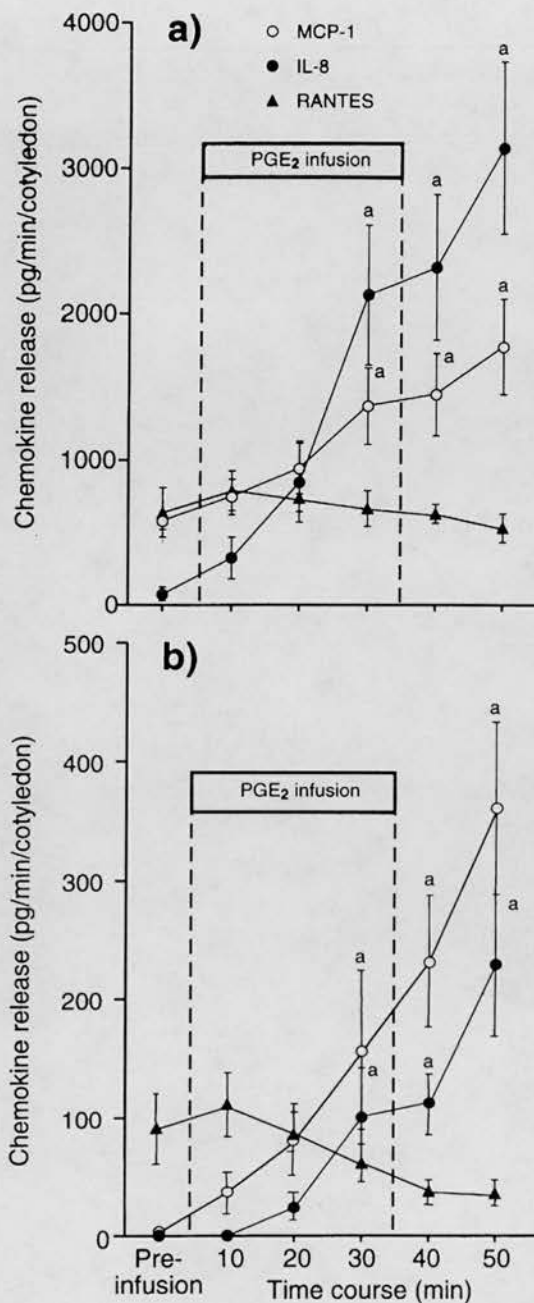 a)
MCP-1
IL-8
RANTES
PGE2 infusion
a
a
a
a
a
a
4000
3000
2000
1000
0
Chemokine release (pg/min/cotyledon)
b)
PGE2 infusion
a
a
a
a
a
a
500
400
300
200
100
0
Chemokine release (pg/min/cotyledon)
Pre-infusion
10
20
30
40
50
Time course (min)